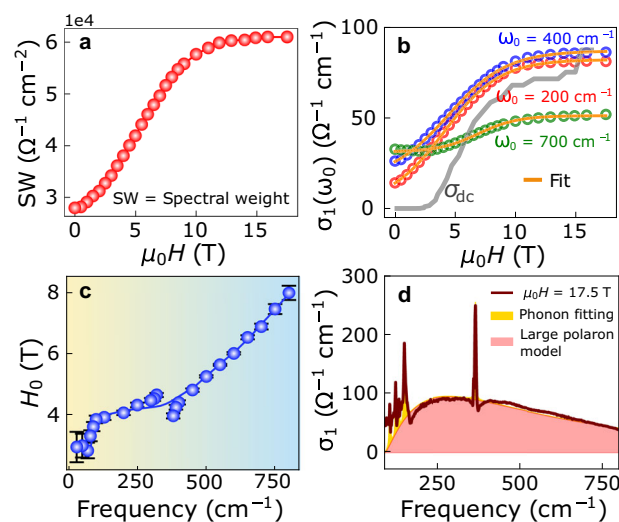 1e4
a
6
5
4
3
SW (Ω⁻¹ cm⁻²)
SW = Spectral weight
0 5 10 15
μ₀H (T)
b
ω₀ = 400 cm⁻¹
ω₀ = 200 cm⁻¹
ω₀ = 700 cm⁻¹
σdc
Fit
100
50
0
σ₁(ω₀) (Ω⁻¹ cm⁻¹)
0 5 10 15
μ₀H (T)
c
8
6
4
2
H₀ (T)
0 250 500 750
Frequency (cm⁻¹)
d
μ₀H = 17.5 T
Phonon fitting
Large polaron
model
300
200
100
0
σ₁ (Ω⁻¹ cm⁻¹)
250 500 800
Frequency (cm⁻¹)